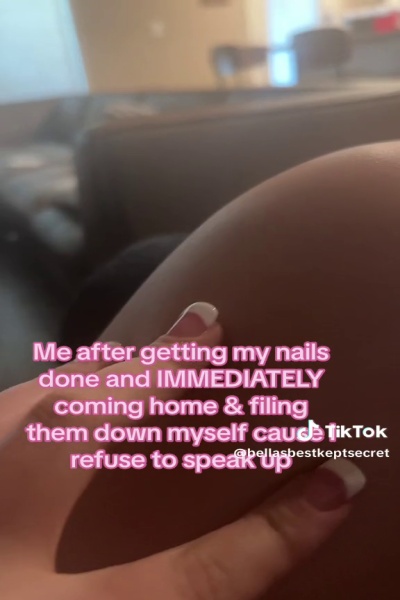 Me after getting my nails
done and IMMEDIATELY
coming home & filing
them down myself cause I
refuse to speak up
TikTok
@bellasbestkeptsecret